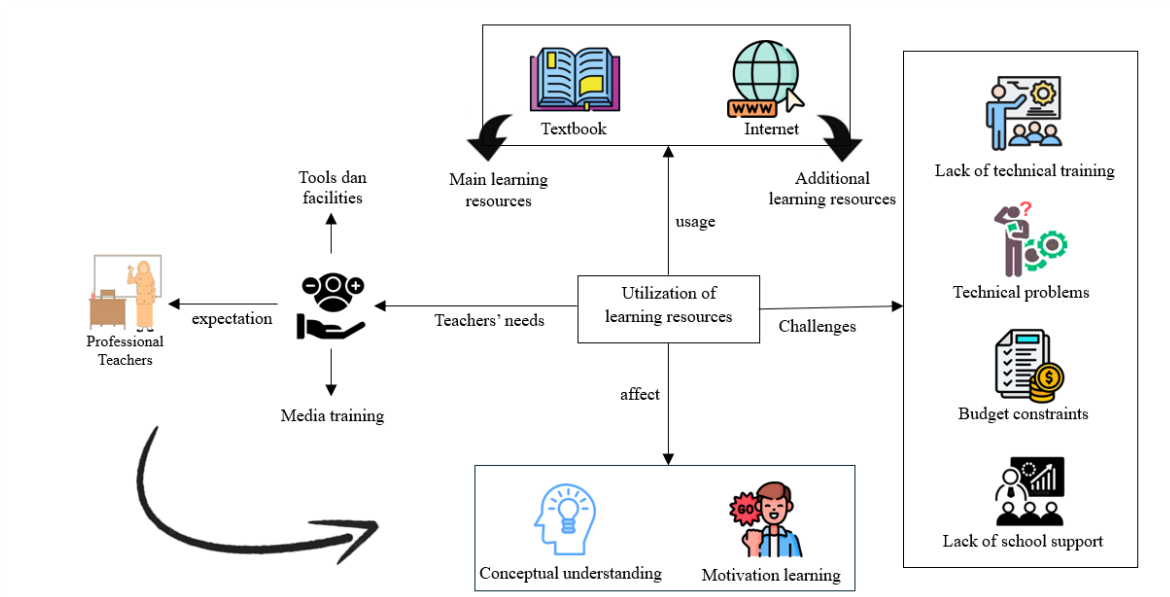 WWW
Textbook
Internet
Main learning
resources
Additional
learning resources
usage
Tools dan
facilities
expectation
Professional
Teachers
Media training
Teachers’ needs
Utilization of
learning resources
Challenges
affect
GO
Conceptual understanding
Motivation learning
Lack of technical training
?
Technical problems
$
Budget constraints
Lack of school support